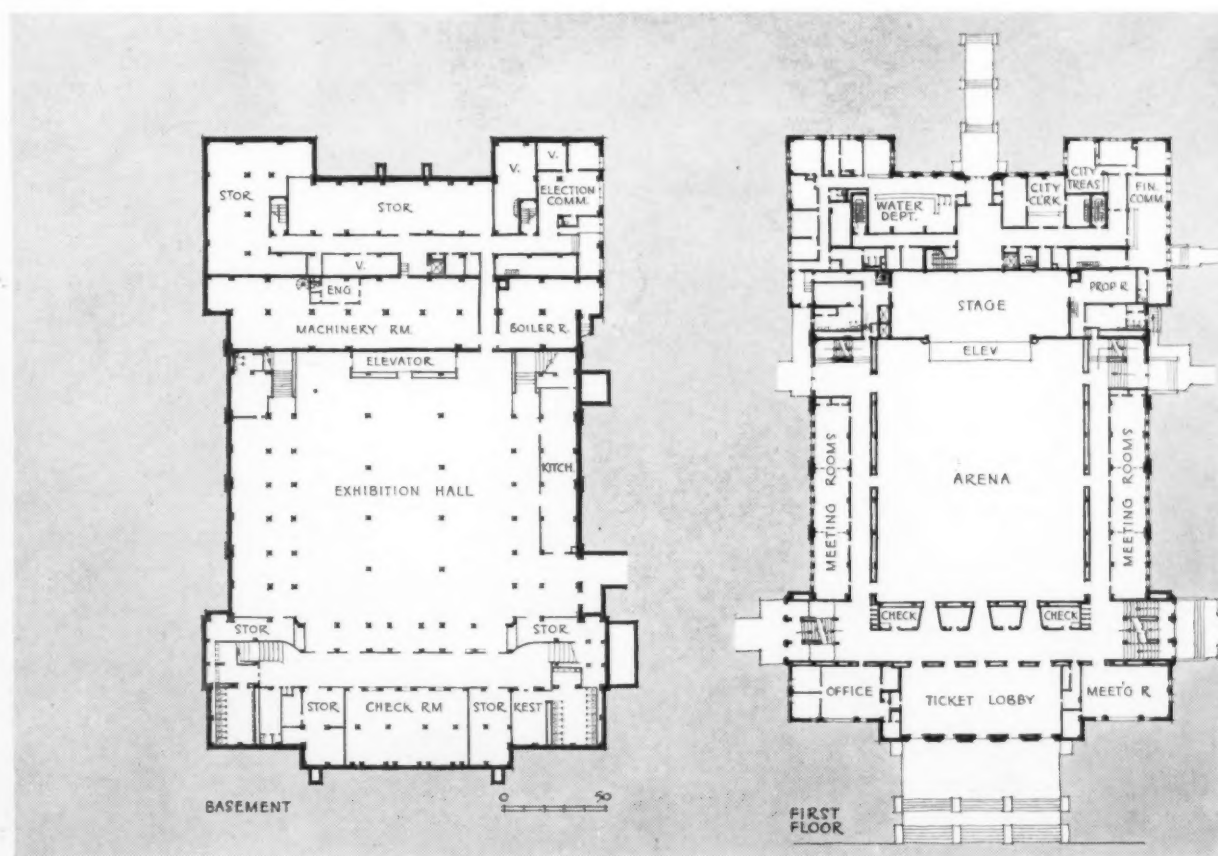 V.
V.
STOR
STOR.
ELECTION
COMM.
V.
ENG
MACHINERY RM.
BOILER R.
ELEVATOR
KITCH.
EXHIBITION HALL
STOR
STOR
STOR
CHECK RM
STOR
REST
BASEMENT
0 50
CITY
TREAS
CITY
CLRK
FIN.
COMM.
WATER
DEPT.
PROP R.
STAGE
ELEV
MEETING ROOMS
ARENA
MEETING ROOMS
CHECK
CHECK
OFFICE
TICKET LOBBY
MEET'G R
FIRST
FLOOR